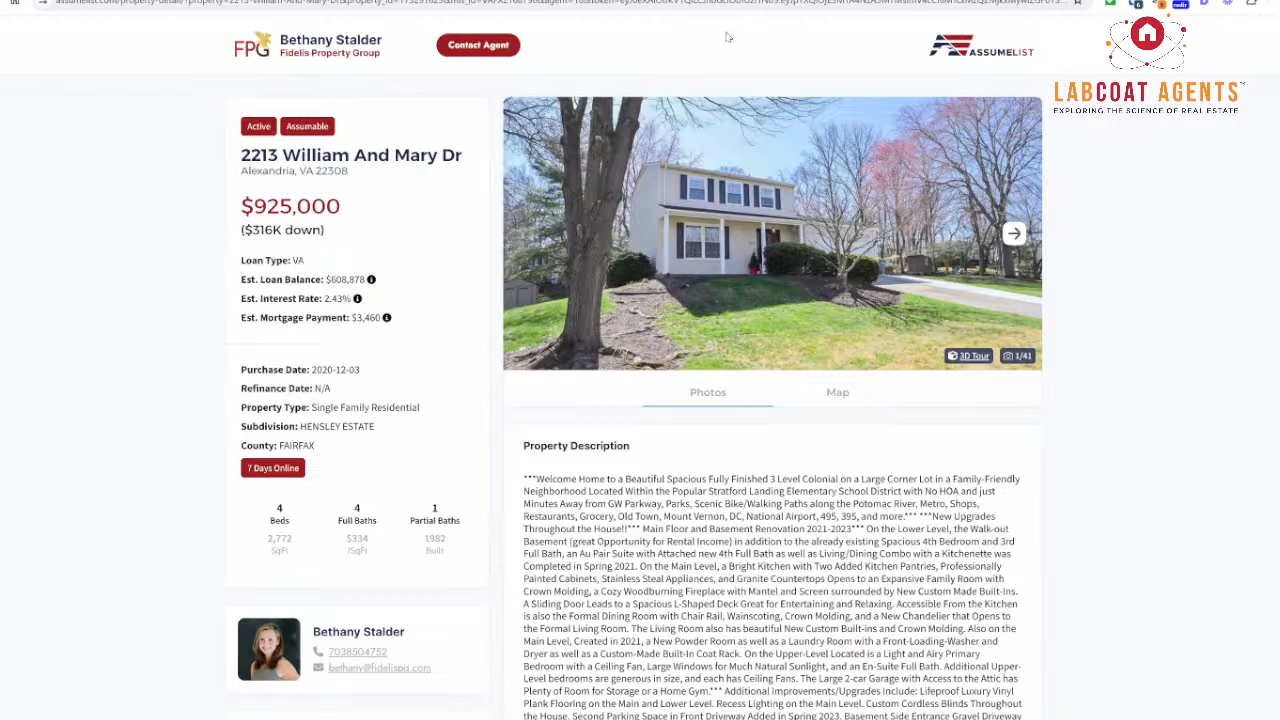 FPG
Bethany Stalder
Fidelis Property Group
Contact Agent
ASSUMELIST
LABCOAT AGENTS
EXPLORING THE SCIENCE OF REAL ESTATE
Active Assumable
2213 William And Mary Dr
Alexandria, VA 22308
$925,000
($316K down)
Loan Type: VA
Est. Loan Balance: $608,878
Est. Interest Rate: 2.43%
Est. Mortgage Payment: $3,460
Purchase Date: 2020-12-03
Refinance Date: N/A
Property Type: Single Family Residential
Subdivision: HENSLEY ESTATE
County: FAIRFAX
7 Days Online
4 4 1
Beds Full Baths Partial Baths
2,772 $334 1982
SqFt /SqFt Built
Bethany Stalder
7038504752
bethany@fidelispg.com
3D Tour 1/41
Photos Map
Property Description
***Welcome Home to a Beautiful Spacious Fully Finished 3 Level Colonial on a Large Corner Lot in a Family-Friendly
Neighborhood Located Within the Popular Stratford Landing Elementary School District with No HOA and just
Minutes Away from GW Parkway, Parks, Scenic Bike/Walking Paths along the Potomac River, Metro, Shops,
Restaurants, Grocery, Old Town, Mount Vernon, DC, National Airport, 495, 395, and more.*** ***New Upgrades
Throughout the House!!*** Main Floor and Basement Renovation 2021-2023*** On the Lower Level, the Walk-out
Basement (great Opportunity for Rental Income) in addition to the already existing Spacious 4th Bedroom and 3rd
Full Bath, an Au Pair Suite with Attached new 4th Full Bath as well as Living/Dining Combo with a Kitchenette was
Completed in Spring 2021. On the Main Level, a Bright Kitchen with Two Added Kitchen Pantries, Professionally
Painted Cabinets, Stainless Steal Appliances, and Granite Countertops Opens to an Expansive Family Room with
Crown Molding, a Cozy Woodburning Fireplace with Mantel and Screen surrounded by New Custom Made Built-Ins.
A Sliding Door Leads to a Spacious L-Shaped Deck Great for Entertaining and Relaxing. Accessible From the Kitchen
is also the Formal Dining Room with Chair Rail, Wainscoting, Crown Molding, and a New Chandelier that Opens to
the Formal Living Room. The Living Room also has beautiful New Custom Built-ins and Crown Molding. Also on the
Main Level, Created in 2021, a New Powder Room as well as a Laundry Room with a Front-Loading-Washer and
Dryer as well as a Custom-Made Built-In Coat Rack. On the Upper-Level Located is a Light and Airy Primary
Bedroom with a Ceiling Fan, Large Windows for Much Natural Sunlight, and an En-Suite Full Bath. Additional Upper-
Level bedrooms are generous in size, and each has Ceiling Fans. The Large 2-car Garage with Access to the Attic has
Plenty of Room for Storage or a Home Gym.*** Additional Improvements/Upgrades Include: Lifeproof Luxury Vinyl
Plank Flooring on the Main and Lower Level. Recess Lighting on the Main Level. Custom Cordless Blinds Throughout
the House. Second Parking Space in Front Driveway Added in Spring 2023. Basement Side Entrance Gravel Driveway